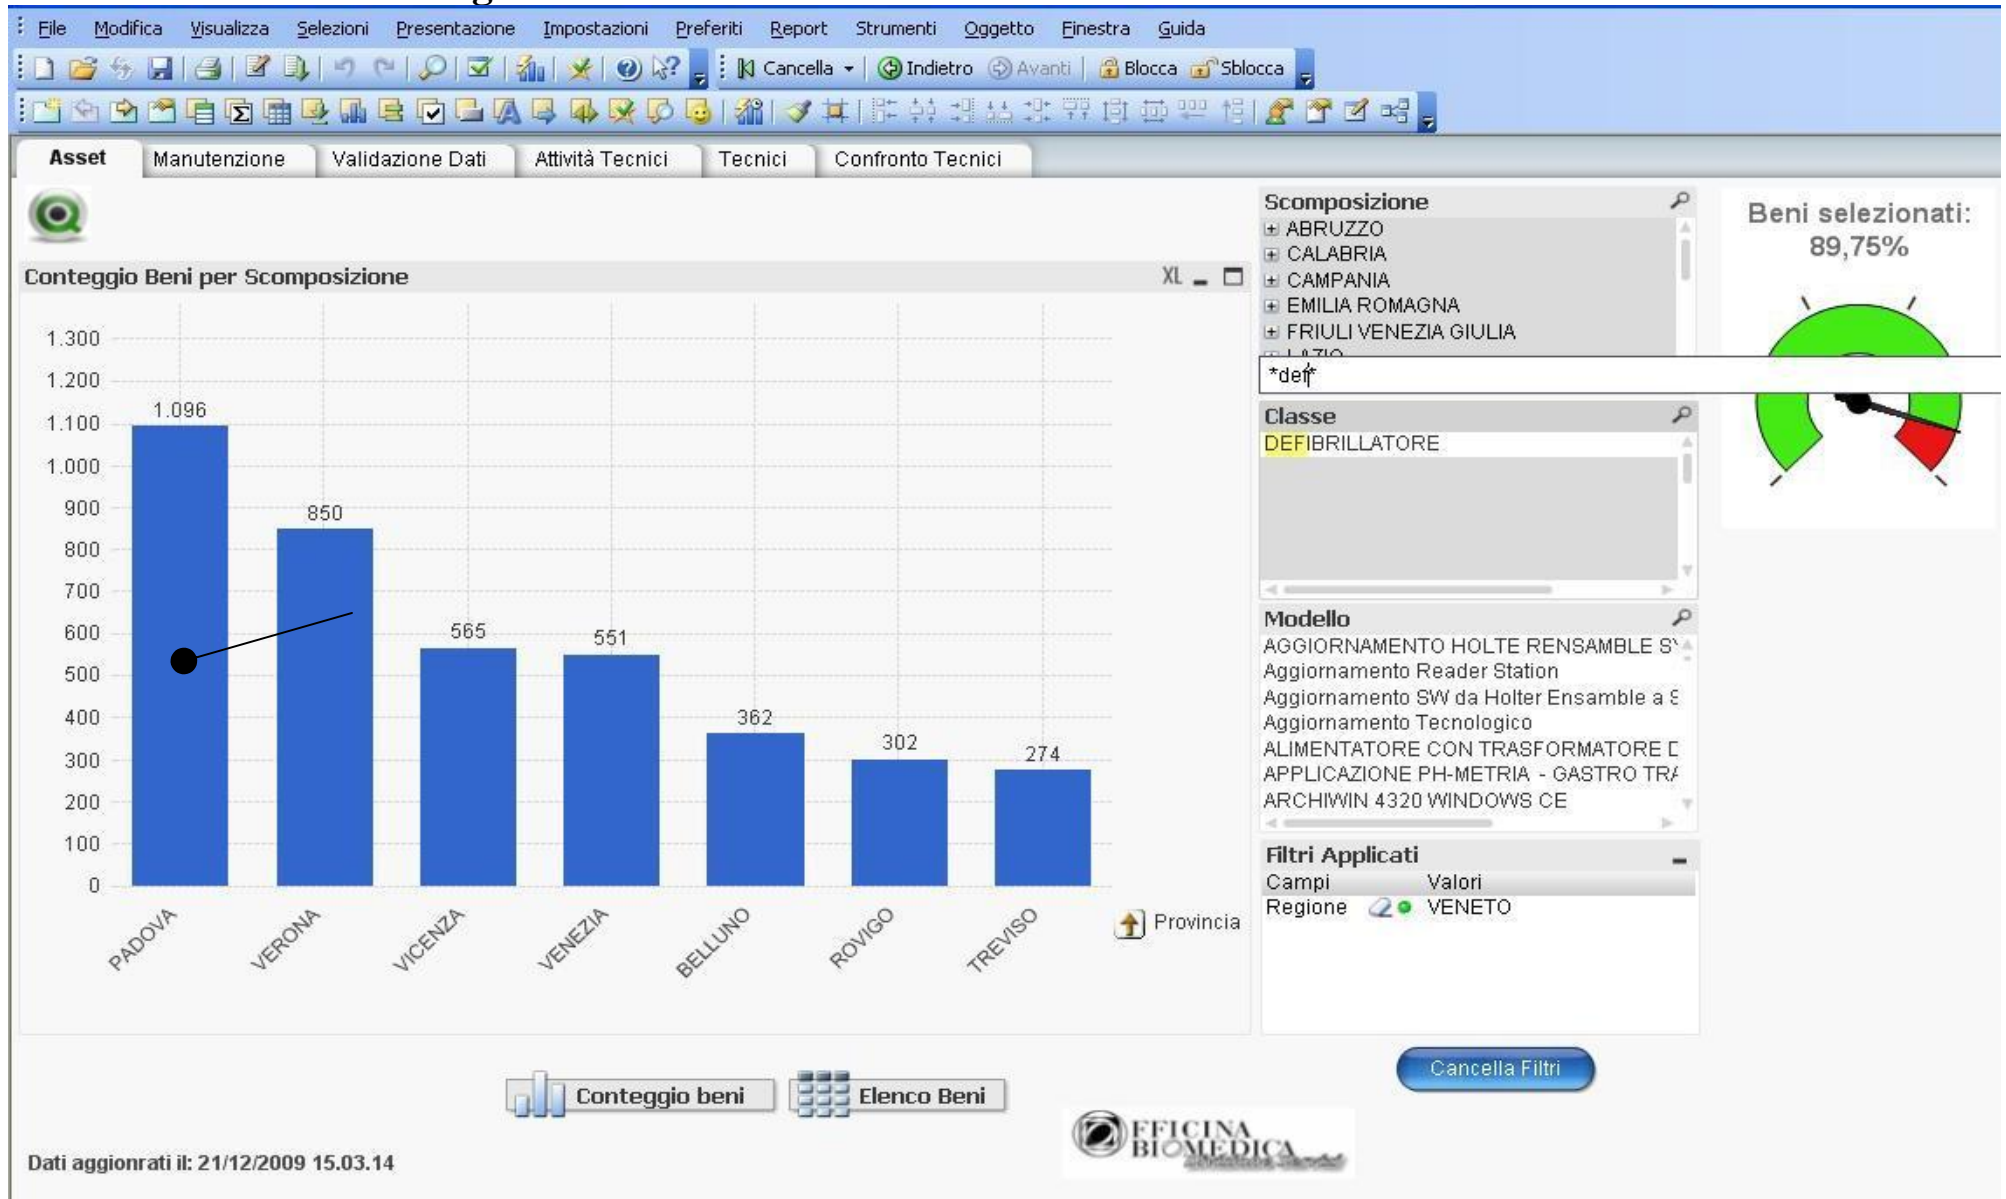 File Modifica Visualizza Selezioni Presentazione Impostazioni Preferiti Report Strumenti Oggetto Finestra Guida
Cancella Indietro Avanti Blocca Sblocca
Asset Manutenzione Validazione Dati Attività Tecnici Tecnici Confronto Tecnici
Conteggio Beni per Scomposizione XL
1.300
1.200
1.100
1.000
900
800
700
600
500
400
300
200
100
0
1.096
850
565
551
362
302
274
PADOVA
VERONA
VICENZA
VENEZIA
BELLUNO
ROVIGO
TREVISO
Provincia
Scomposizione
ABRUZZO
CALABRIA
CAMPANIA
EMILIA ROMAGNA
FRIULI VENEZIA GIULIA
LAZIO
*def*
Classe
DEFIBRILLATORE
Modello
AGGIORNAMENTO HOLTE RENSAMBLE S
Aggiornamento Reader Station
Aggiornamento SW da Holter Ensamble a S
Aggiornamento Tecnologico
ALIMENTATORE CON TRASFORMATORE D
APPLICAZIONE PH-METRIA - GASTRO TRA
ARCHIWIN 4320 WINDOWS CE
Filtri Applicati
Campi Valori
Regione VENETO
Cancella Filtri
Beni selezionati:
89,75%
Conteggio beni Elenco Beni
EFFICINA
BIOMEDICA
Dati aggionrati il: 21/12/2009 15.03.14